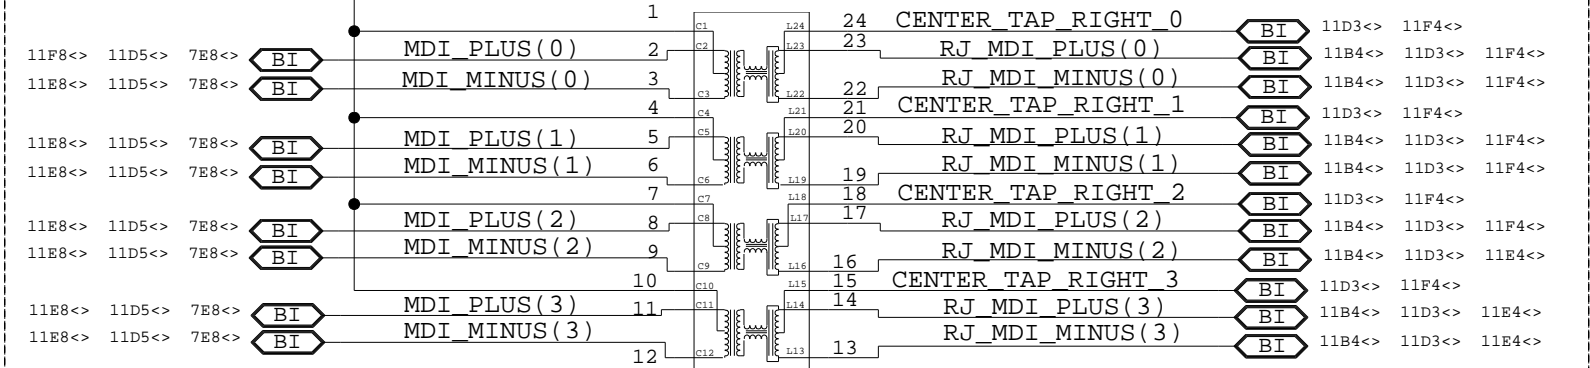 1 C1 L24 24 CENTER_TAP_RIGHT_0 BI 11D3<> 11F4<>
11F8<> 11D5<> 7E8<> BI MDI_PLUS(0) 2 C2 L23 23 RJ_MDI_PLUS(0) BI 11B4<> 11D3<> 11F4<>
11E8<> 11D5<> 7E8<> BI MDI_MINUS(0) 3 C3 L22 22 RJ_MDI_MINUS(0) BI 11B4<> 11D3<> 11F4<>
4 C4 L21 21 CENTER_TAP_RIGHT_1 BI 11D3<> 11F4<>
11E8<> 11D5<> 7E8<> BI MDI_PLUS(1) 5 C5 L20 20 RJ_MDI_PLUS(1) BI 11B4<> 11D3<> 11F4<>
11E8<> 11D5<> 7E8<> BI MDI_MINUS(1) 6 C6 L19 19 RJ_MDI_MINUS(1) BI 11B4<> 11D3<> 11F4<>
7 C7 L18 18 CENTER_TAP_RIGHT_2 BI 11D3<> 11F4<>
11E8<> 11D5<> 7E8<> BI MDI_PLUS(2) 8 C8 L17 17 RJ_MDI_PLUS(2) BI 11B4<> 11D3<> 11F4<>
11E8<> 11D5<> 7E8<> BI MDI_MINUS(2) 9 C9 L16 16 RJ_MDI_MINUS(2) BI 11B4<> 11D3<> 11E4<>
10 C10 L15 15 CENTER_TAP_RIGHT_3 BI 11D3<> 11F4<>
11E8<> 11D5<> 7E8<> BI MDI_PLUS(3) 11 C11 L14 14 RJ_MDI_PLUS(3) BI 11B4<> 11D3<> 11E4<>
11E8<> 11D5<> 7E8<> BI MDI_MINUS(3) 12 C12 L13 13 RJ_MDI_MINUS(3) BI 11B4<> 11D3<> 11E4<>